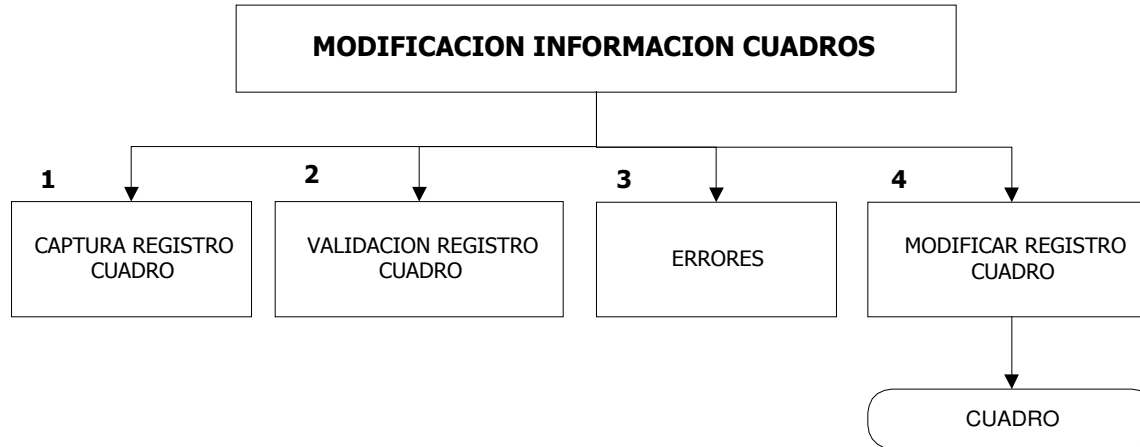 MODIFICACION INFORMACION CUADROS
1
2
3
4
CAPTURA REGISTRO
CUADRO
VALIDACION REGISTRO
CUADRO
ERRORES
MODIFICAR REGISTRO
CUADRO
CUADRO